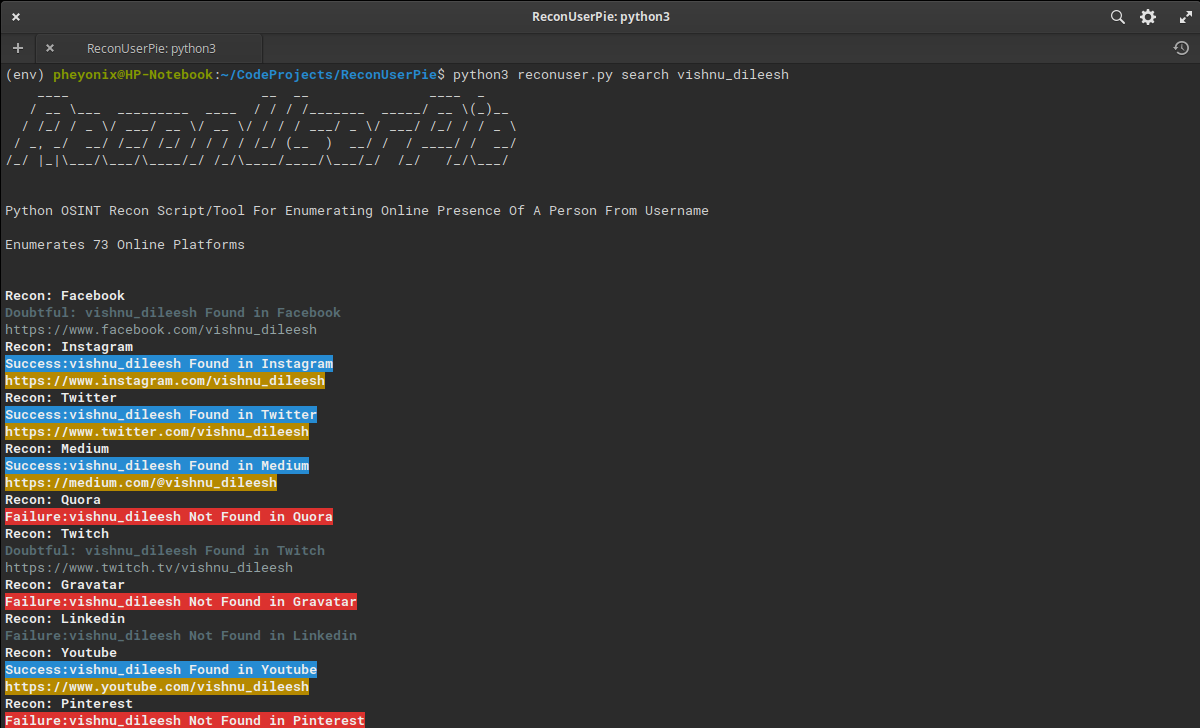 ReconUserPie: python3
ReconUserPie: python3
(env) pheyonix@HP-Notebook:~/CodeProjects/ReconUserPie$ python3 reconuser.py search vishnu_dileesh
ReconUserPie
Python OSINT Recon Script/Tool For Enumerating Online Presence Of A Person From Username
Enumerates 73 Online Platforms
Recon: Facebook
Doubtful: vishnu_dileesh Found in Facebook
https://www.facebook.com/vishnu_dileesh
Recon: Instagram
Success:vishnu_dileesh Found in Instagram
https://www.instagram.com/vishnu_dileesh
Recon: Twitter
Success:vishnu_dileesh Found in Twitter
https://www.twitter.com/vishnu_dileesh
Recon: Medium
Success:vishnu_dileesh Found in Medium
https://medium.com/@vishnu_dileesh
Recon: Quora
Failure:vishnu_dileesh Not Found in Quora
Recon: Twitch
Doubtful: vishnu_dileesh Found in Twitch
https://www.twitch.tv/vishnu_dileesh
Recon: Gravatar
Failure:vishnu_dileesh Not Found in Gravatar
Recon: Linkedin
Failure:vishnu_dileesh Not Found in Linkedin
Recon: Youtube
Success:vishnu_dileesh Found in Youtube
https://www.youtube.com/vishnu_dileesh
Recon: Pinterest
Failure:vishnu_dileesh Not Found in Pinterest